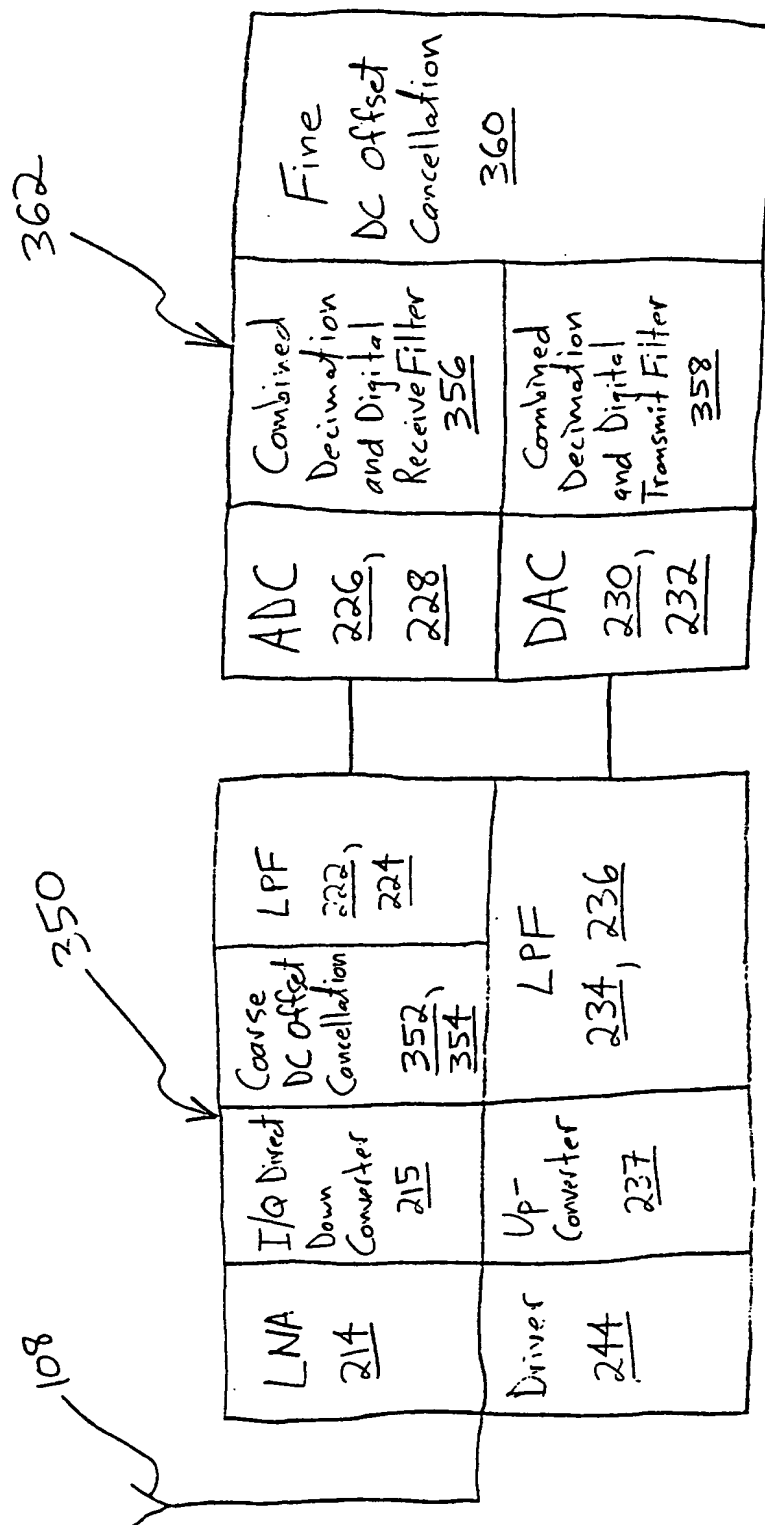 108
350
362
LNA
214
I/Q Direct
Down
Converter
215
Coarse
DC Offset
Cancellation
352,
354
LPF
222,
224
Driver
244
Up-
Converter
237
LPF
234, 236
ADC
226,
228
Combined
Decimation
and Digital
Receive Filter
356
DAC
230,
232
Combined
Decimation
and Digital
Transmit Filter
358
Fine
DC Offset
Cancellation
360